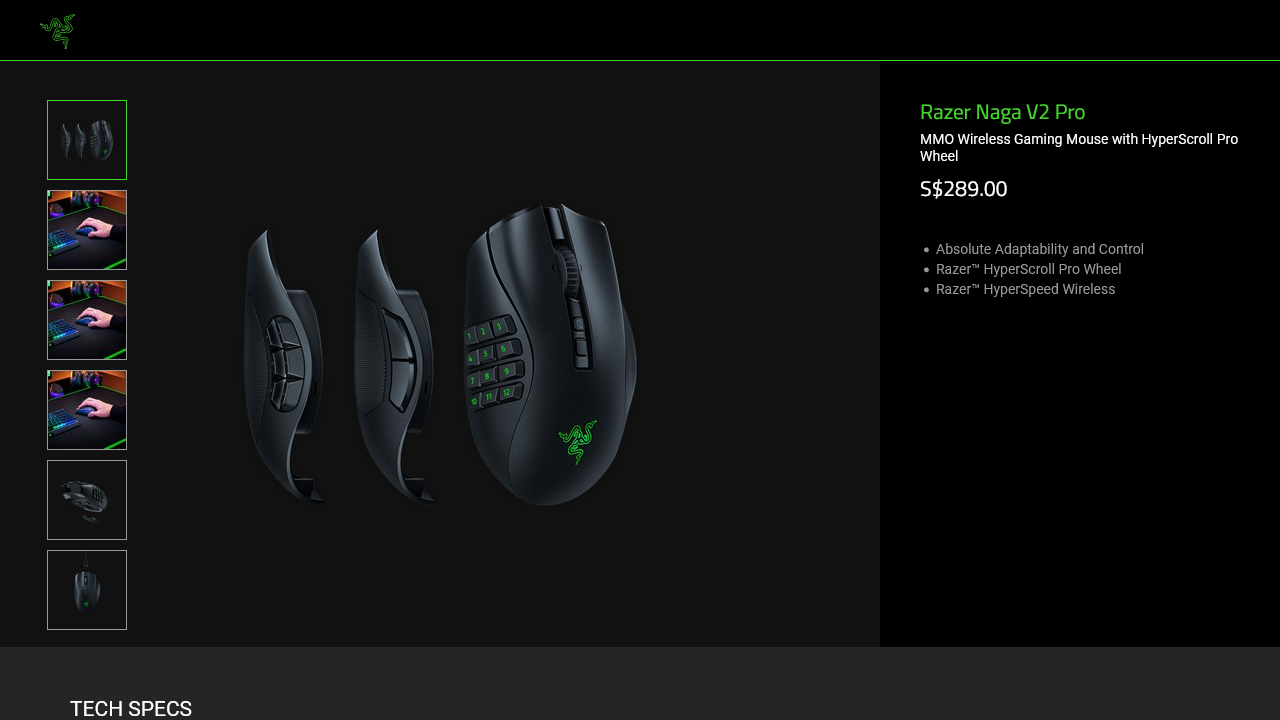 Razer Naga V2 Pro
MMO Wireless Gaming Mouse with HyperScroll Pro
Wheel
S$289.00
• Absolute Adaptability and Control
• Razer™ HyperScroll Pro Wheel
• Razer™ HyperSpeed Wireless
1 2 3
4 5 6
7 8 9
10 11 12
TECH SPECS